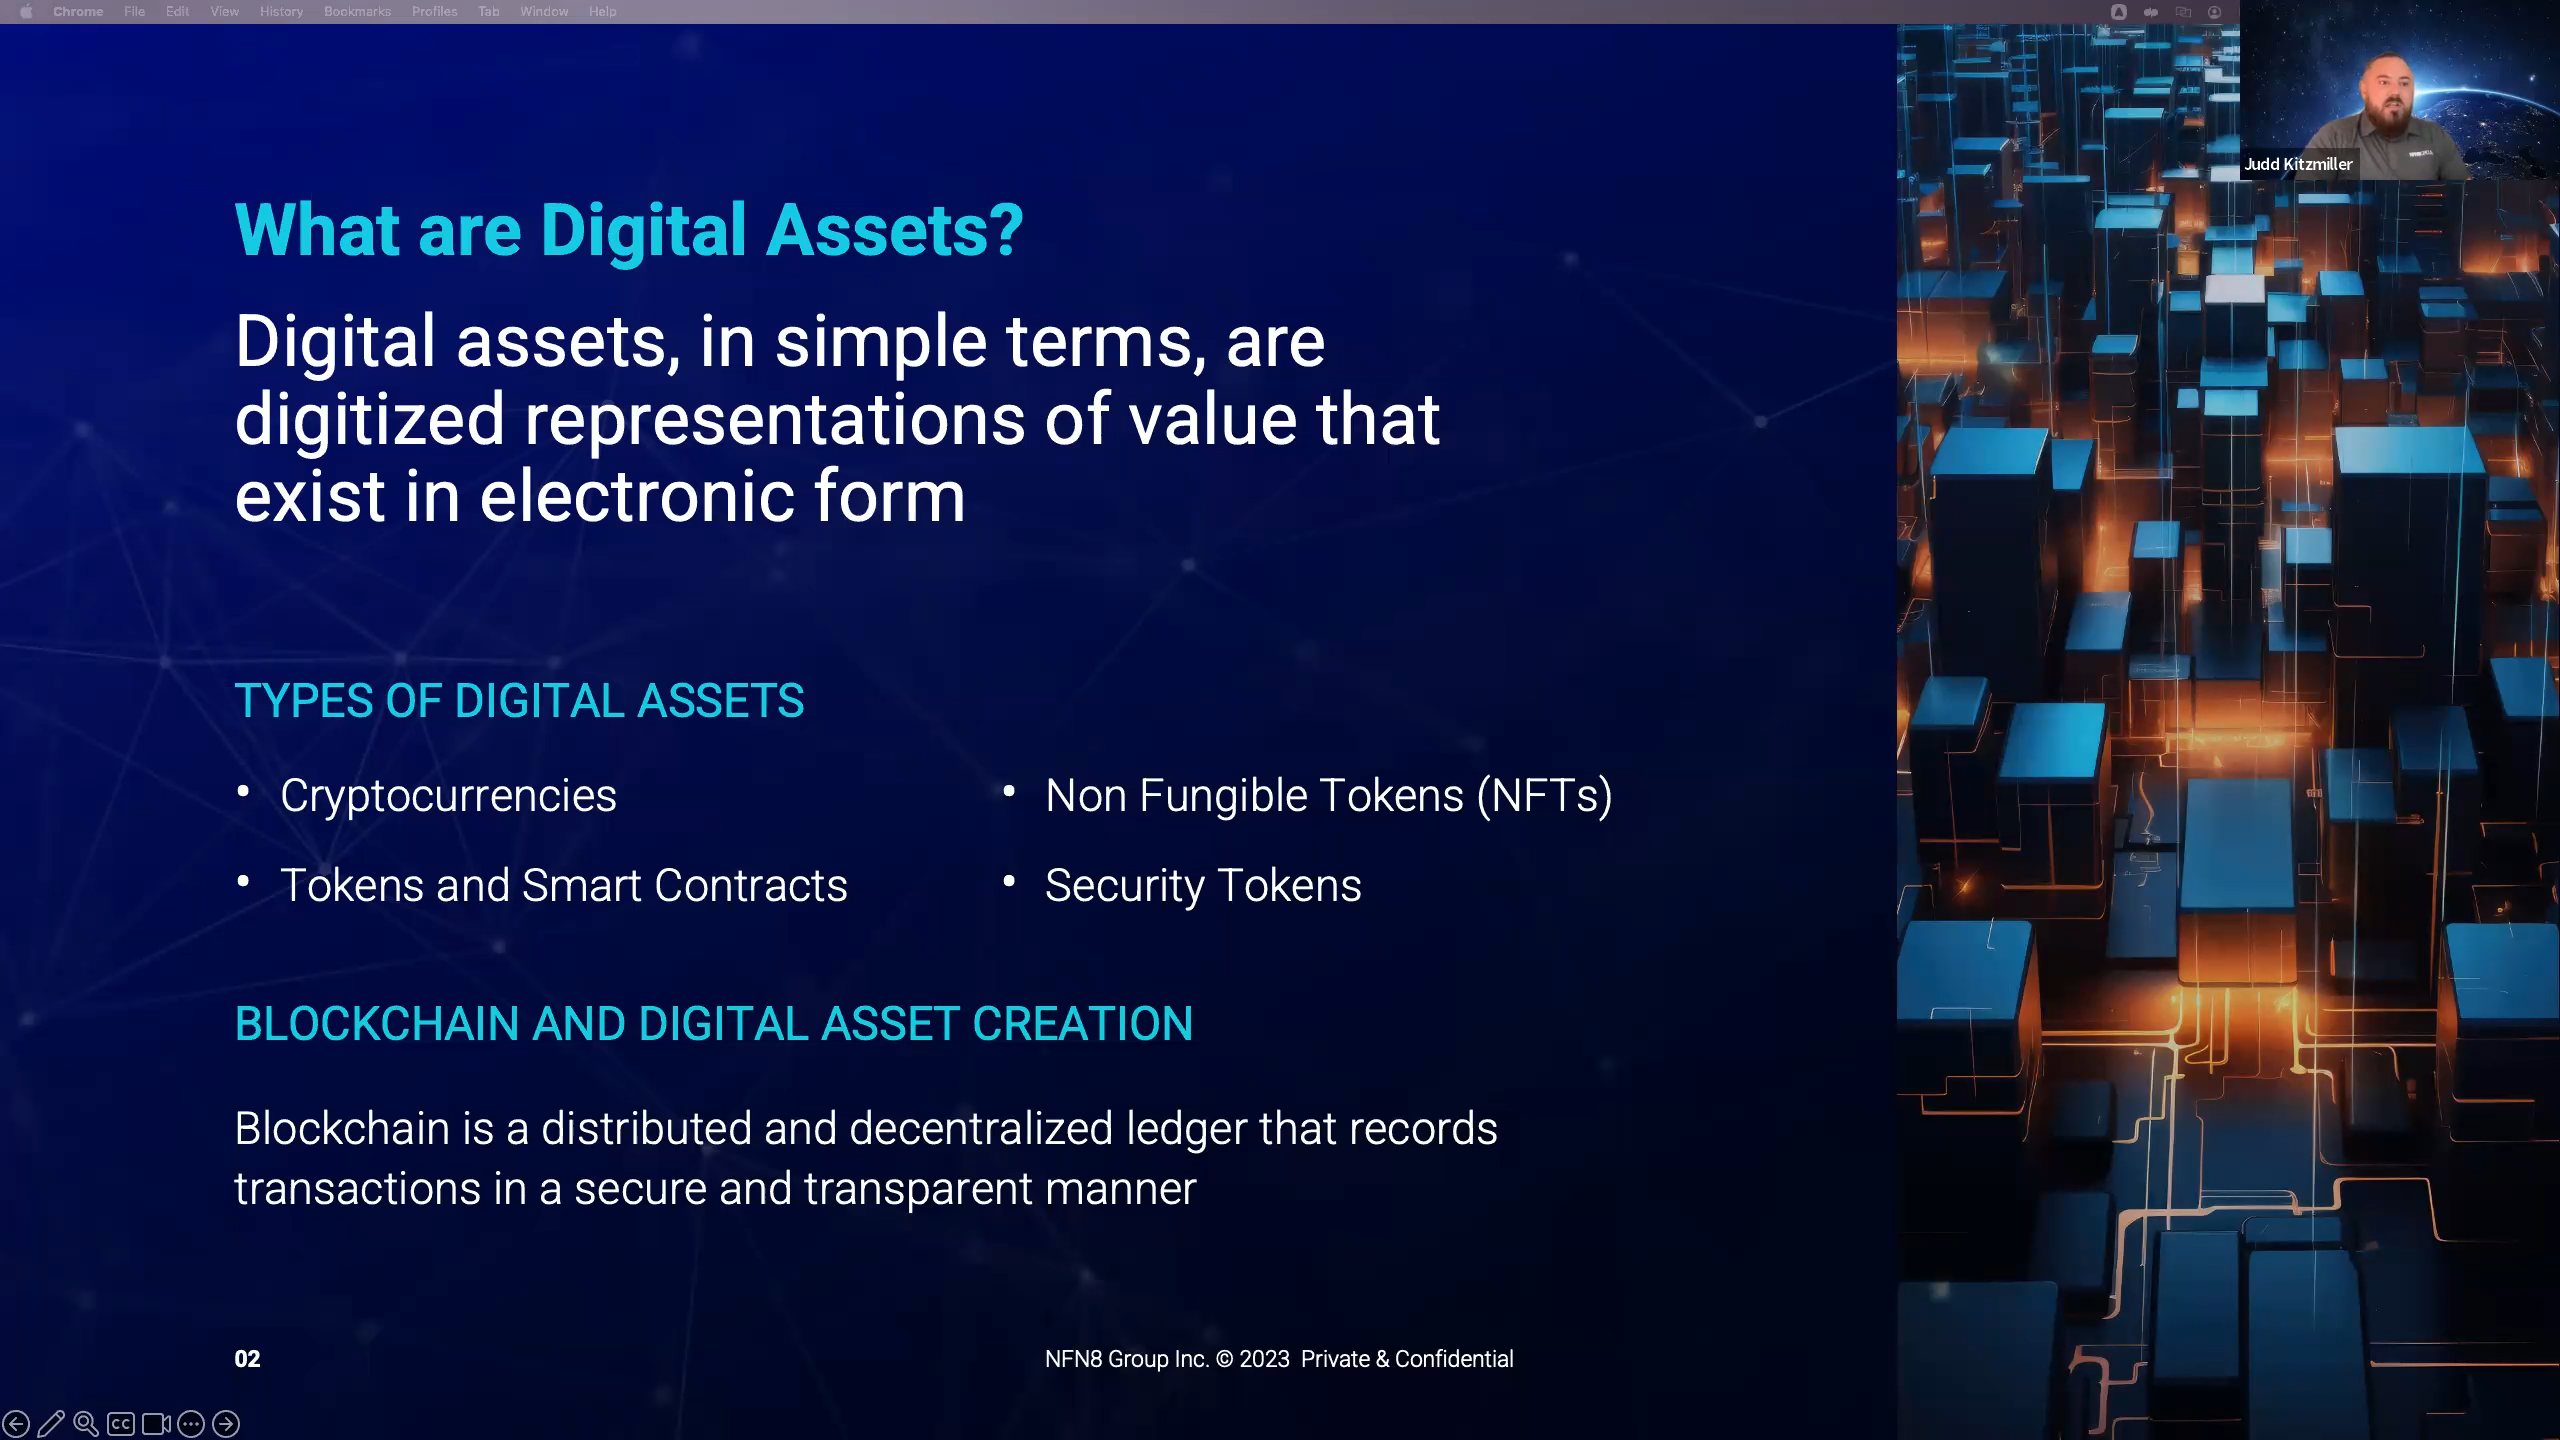 Chrome File Edit View History Bookmarks Profiles Tab Window Help
Judd Kitzmiller
What are Digital Assets?
Digital assets, in simple terms, are
digitized representations of value that
exist in electronic form
TYPES OF DIGITAL ASSETS
• Cryptocurrencies
• Non Fungible Tokens (NFTs)
• Tokens and Smart Contracts
• Security Tokens
BLOCKCHAIN AND DIGITAL ASSET CREATION
Blockchain is a distributed and decentralized ledger that records
transactions in a secure and transparent manner
02
NFN8 Group Inc. © 2023 Private & Confidential
CC